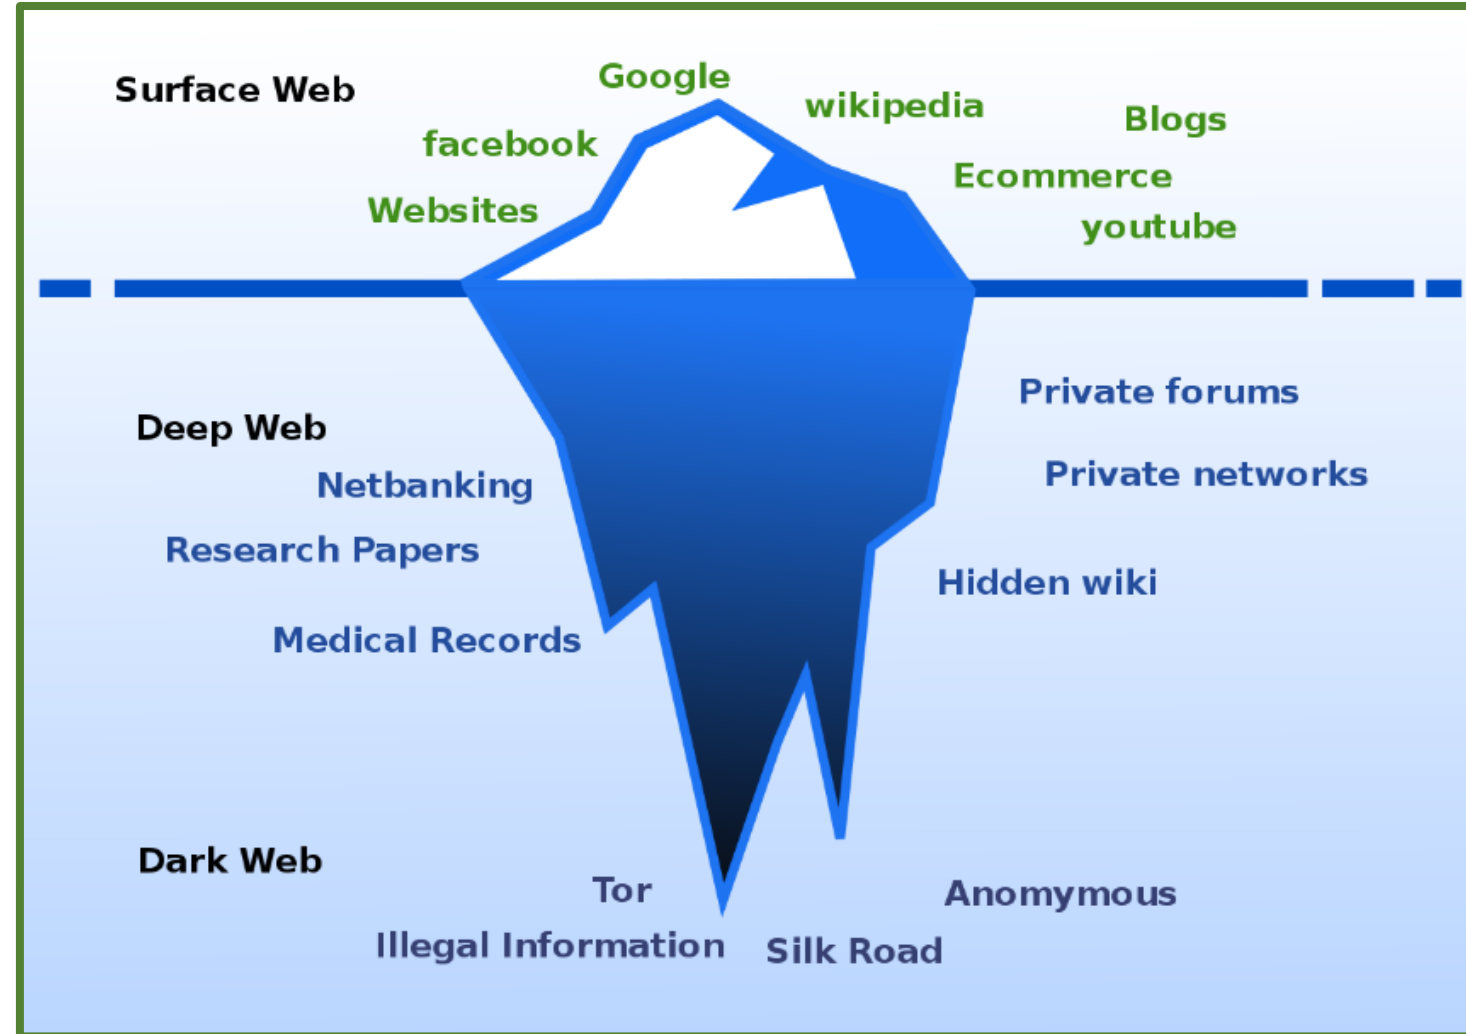 Surface Web
Google
wikipedia
Blogs
facebook
Ecommerce
Websites
youtube
Private forums
Deep Web
Private networks
Netbanking
Research Papers
Hidden wiki
Medical Records
Dark Web
Tor
Anomymous
Illegal Information
Silk Road